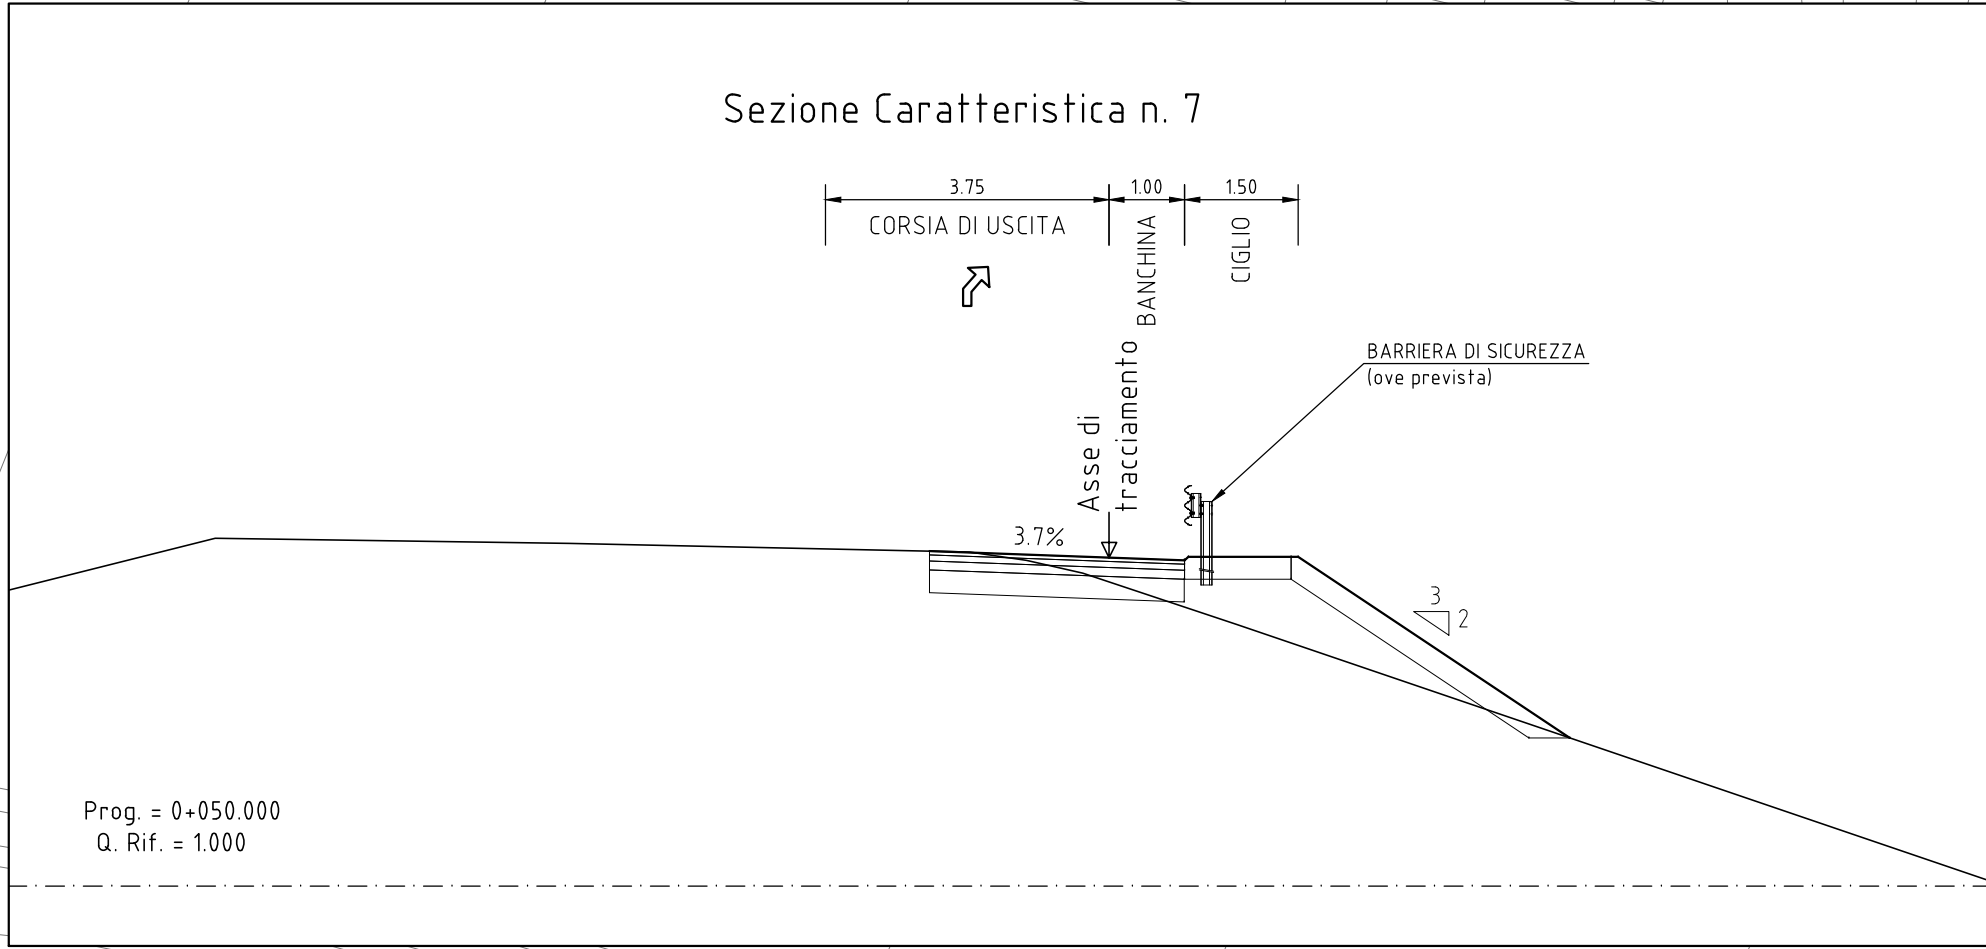 Sezione Caratteristica n. 7
3.75
1.00
1.50
CORSIA DI USCITA
BANCHINA
CIGLIO
Asse di
tracciamento
BARRIERA DI SICUREZZA
(ove prevista)
3.7%
3
2
Prog. = 0+050.000
Q. Rif. = 1.000